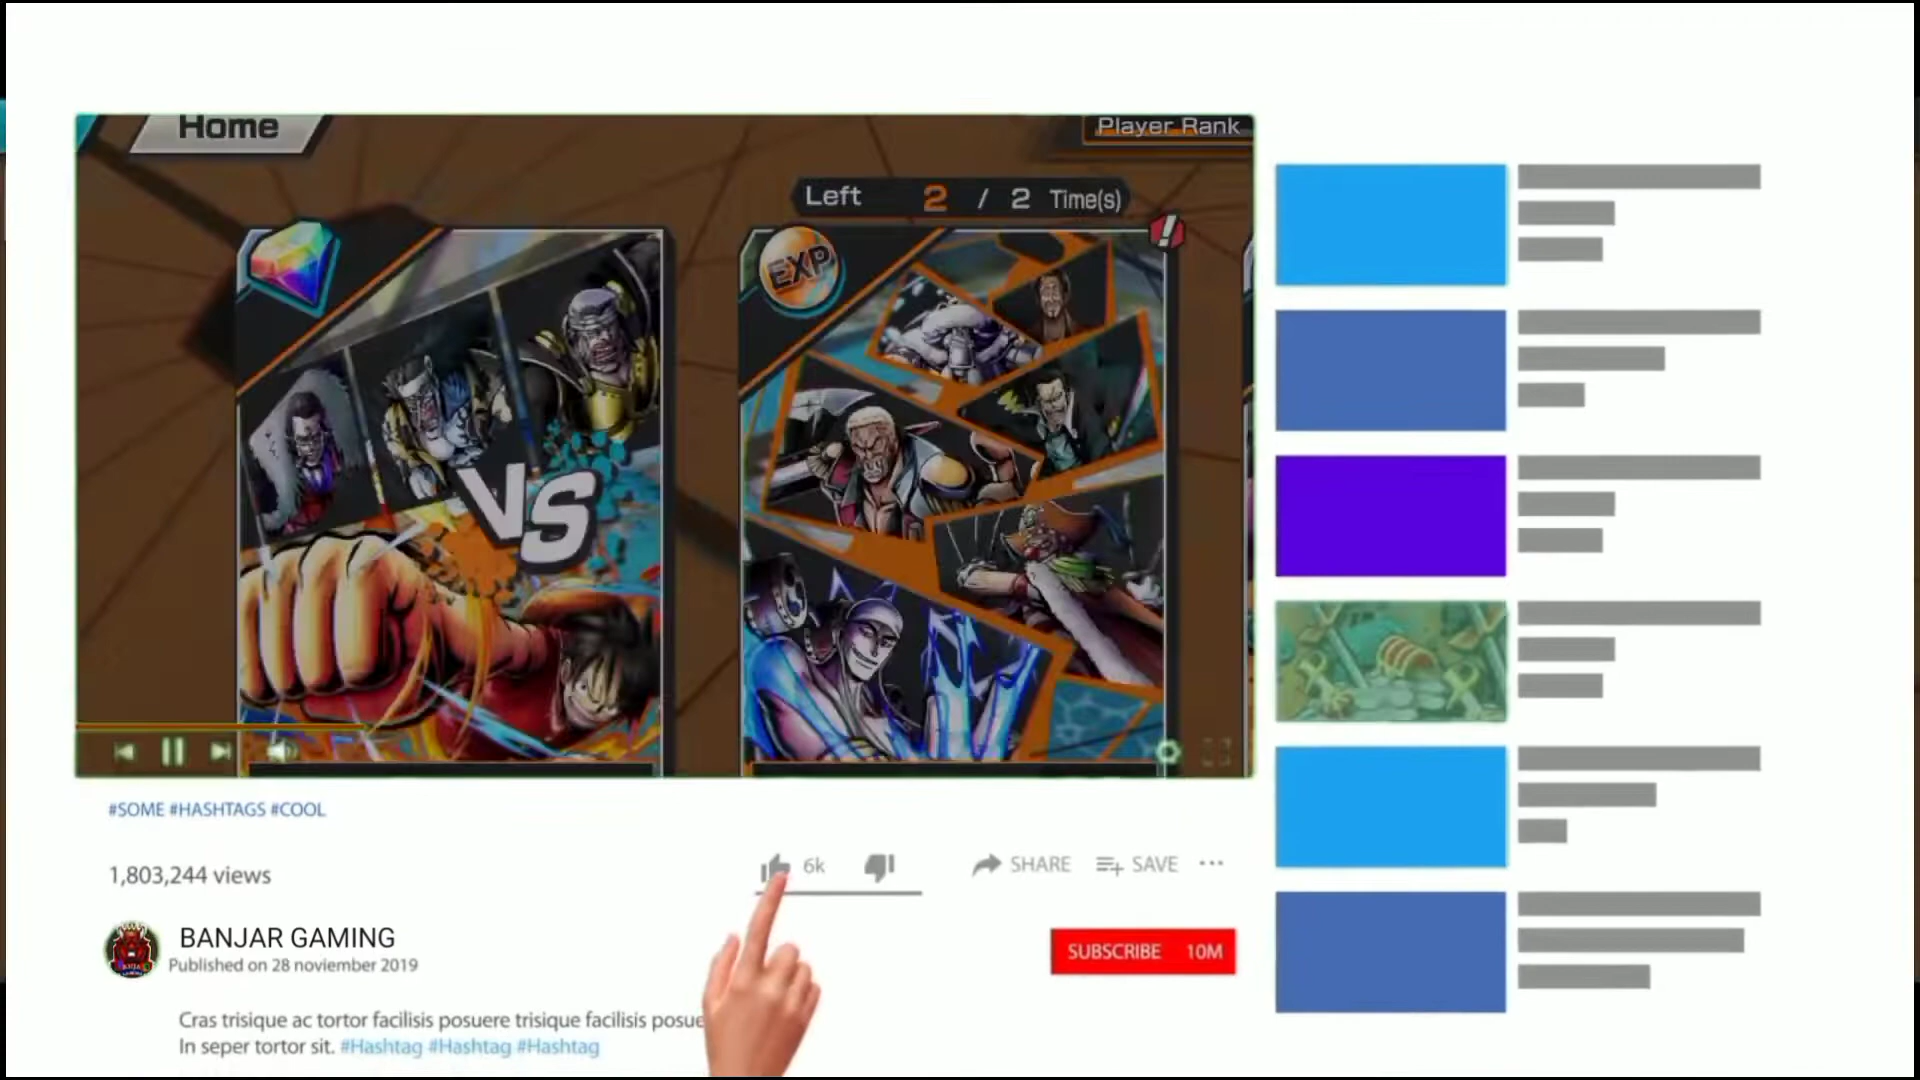 Home
Player Rank
Left 2 / 2 Time(s)
EXP
VS
#SOME #HASHTAGS #COOL
6k
SHARE
SAVE
1,803,244 views
BANJAR GAMING
Published on 28 noviember 2019
SUBSCRIBE 10M
Cras trisique ac tortor facilisis posuere trisique facilisis posue
In seper tortor sit. #Hashtag #Hashtag #Hashtag